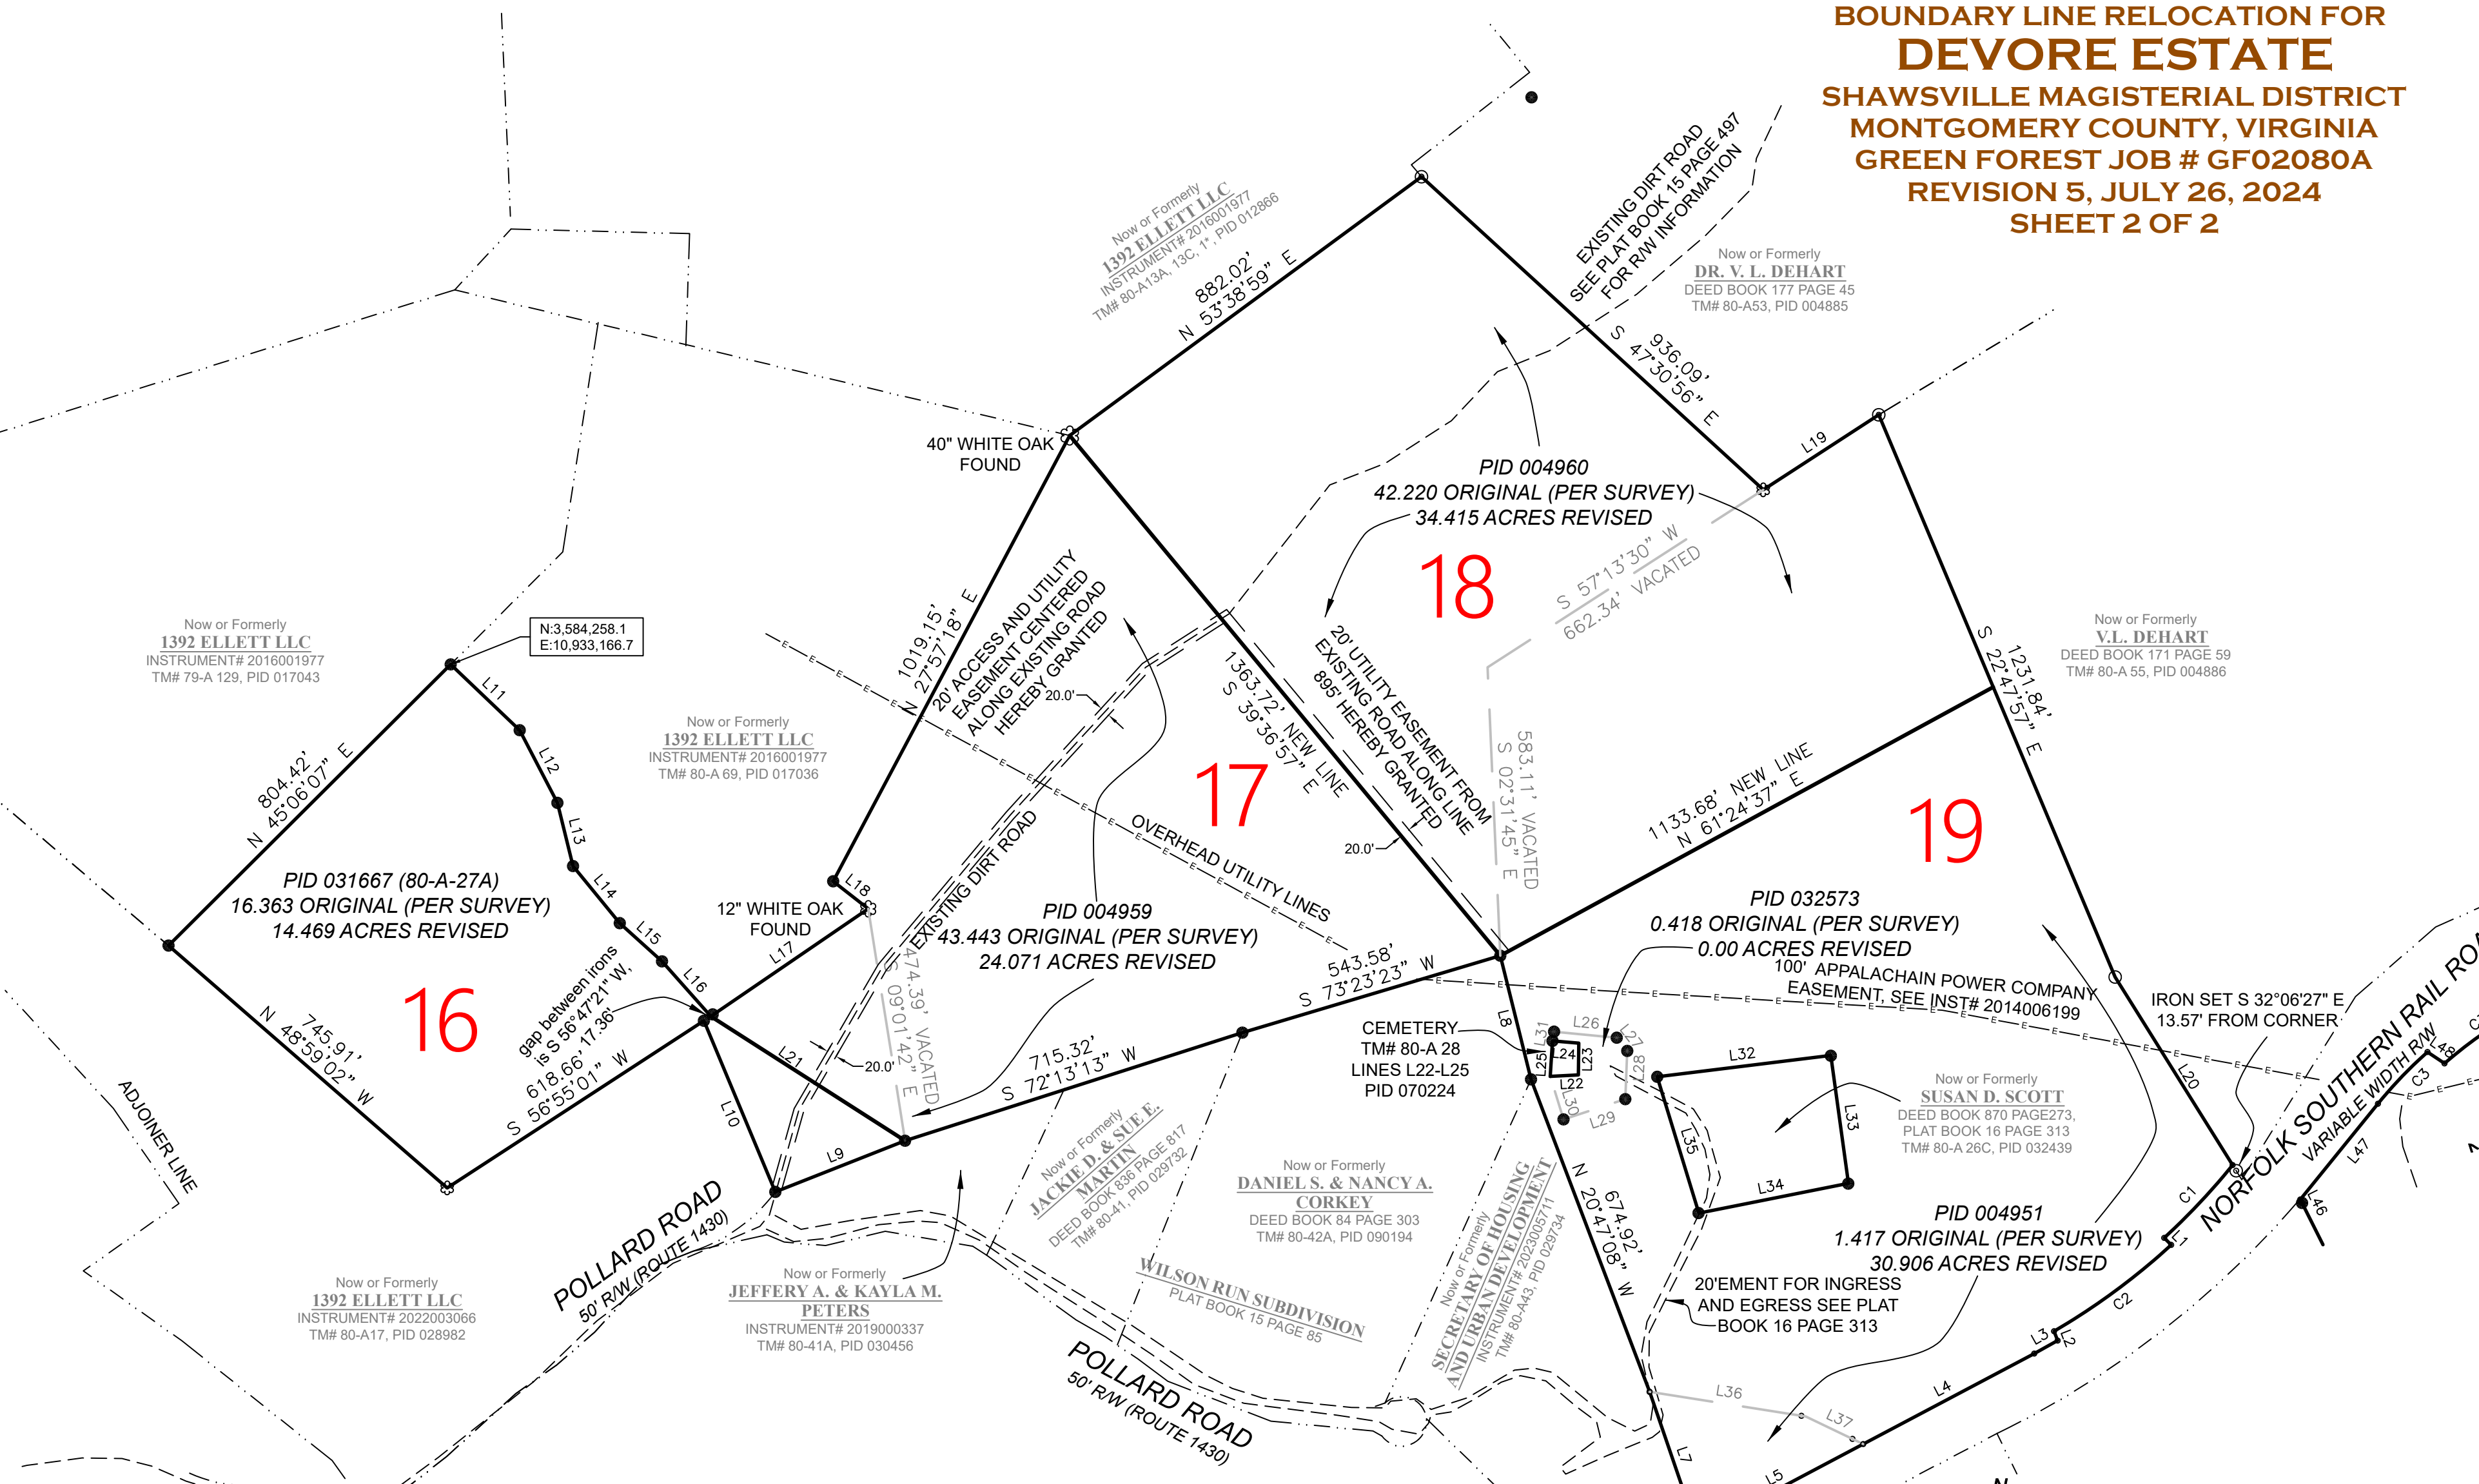 BOUNDARY LINE RELOCATION FOR
DEVORE ESTATE
SHAWSVILLE MAGISTERIAL DISTRICT
MONTGOMERY COUNTY, VIRGINIA
GREEN FOREST JOB # GF02080A
REVISION 5, JULY 26, 2024
SHEET 2 OF 2
EXISTING DIRT ROAD
SEE PLAT BOOK 15 PAGE 497
FOR R/W INFORMATION
Now or Formerly
1392 ELLETT LLC
INSTRUMENT# 2016001977
TM# 80-A13A, 13C, 1*, PID 012866
882.02'
N 53°38'59" E
Now or Formerly
DR. V. L. DEHART
DEED BOOK 177 PAGE 45
TM# 80-A53, PID 004885
936.09'
S 47°30'56" E
L19
40" WHITE OAK
FOUND
PID 004960
42.220 ORIGINAL (PER SURVEY)
34.415 ACRES REVISED
18
S 57°13'30" W
662.34' VACATED
Now or Formerly
1392 ELLETT LLC
INSTRUMENT# 2016001977
TM# 79-A 129, PID 017043
N:3,584,258.1
E:10,933,166.7
1019.15'
N 27°57'18" E
20' ACCESS AND UTILITY
EASEMENT CENTERED
ALONG EXISTING ROAD
HEREBY GRANTED
20.0'
1363.72' NEW LINE
S 39°36'57" E
20' UTILITY EASEMENT FROM
EXISTING ROAD ALONG LINE
895' HEREBY GRANTED
20.0'
583.11' VACATED
S 02°31'45" E
1231.84'
S 22°47'57" E
Now or Formerly
V.L. DEHART
DEED BOOK 171 PAGE 59
TM# 80-A 55, PID 004886
Now or Formerly
1392 ELLETT LLC
INSTRUMENT# 2016001977
TM# 80-A 69, PID 017036
17
1133.68' NEW LINE
N 61°24'37" E
19
804.42'
N 45°06'07" E
L11
L12
L13
L14
L15
L16
L17
L18
OVERHEAD UTILITY LINES
EXISTING DIRT ROAD
PID 031667 (80-A-27A)
16.363 ORIGINAL (PER SURVEY)
14.469 ACRES REVISED
16
12" WHITE OAK
FOUND
PID 004959
43.443 ORIGINAL (PER SURVEY)
24.071 ACRES REVISED
474.39' VACATED
S 09°01'42" E
543.58'
S 73°23'23" W
PID 032573
0.418 ORIGINAL (PER SURVEY)
0.00 ACRES REVISED
100' APPALACHAIN POWER COMPANY
EASEMENT, SEE INST# 2014006199
IRON SET S 32°06'27" E
13.57' FROM CORNER
745.91'
N 48°59'02" W
gap between irons
is S 56°47'21" W,
17.36'
618.66'
S 56°55'01" W
L21
L10
L9
20.0'
715.32'
S 72°13'13" W
CEMETERY
TM# 80-A 28
LINES L22-L25
PID 070224
L8
L31
L26
L27
L24
L25
L23
L28
L22
L30
L29
L32
L33
L34
L35
L20
Now or Formerly
SUSAN D. SCOTT
DEED BOOK 870 PAGE273,
PLAT BOOK 16 PAGE 313
TM# 80-A 26C, PID 032439
NORFOLK SOUTHERN RAIL ROA
VARIABLE WIDTH R/W
L48
C3
L47
L46
ADJOINER LINE
POLLARD ROAD
50' R/W (ROUTE 1430)
Now or Formerly
JACKIE D. & SUE E.
MARTIN
DEED BOOK 836 PAGE 817
TM# 80-41, PID 029732
Now or Formerly
DANIEL S. & NANCY A.
CORKEY
DEED BOOK 84 PAGE 303
TM# 80-42A, PID 090194
WILSON RUN SUBDIVISION
PLAT BOOK 15 PAGE 85
Now or Formerly
SECRETARY OF HOUSING
AND URBAN DEVELOPMENT
INSTRUMENT# 2023005711
TM# 80-A43, PID 029734
674.92'
N 20°47'08" W
PID 004951
1.417 ORIGINAL (PER SURVEY)
30.906 ACRES REVISED
20'EMENT FOR INGRESS
AND EGRESS SEE PLAT
BOOK 16 PAGE 313
C1
L1
C2
L2
L3
L4
L5
L36
L37
L7
Now or Formerly
1392 ELLETT LLC
INSTRUMENT# 2022003066
TM# 80-A17, PID 028982
Now or Formerly
JEFFERY A. & KAYLA M.
PETERS
INSTRUMENT# 2019000337
TM# 80-41A, PID 030456
POLLARD ROAD
50' R/W (ROUTE 1430)